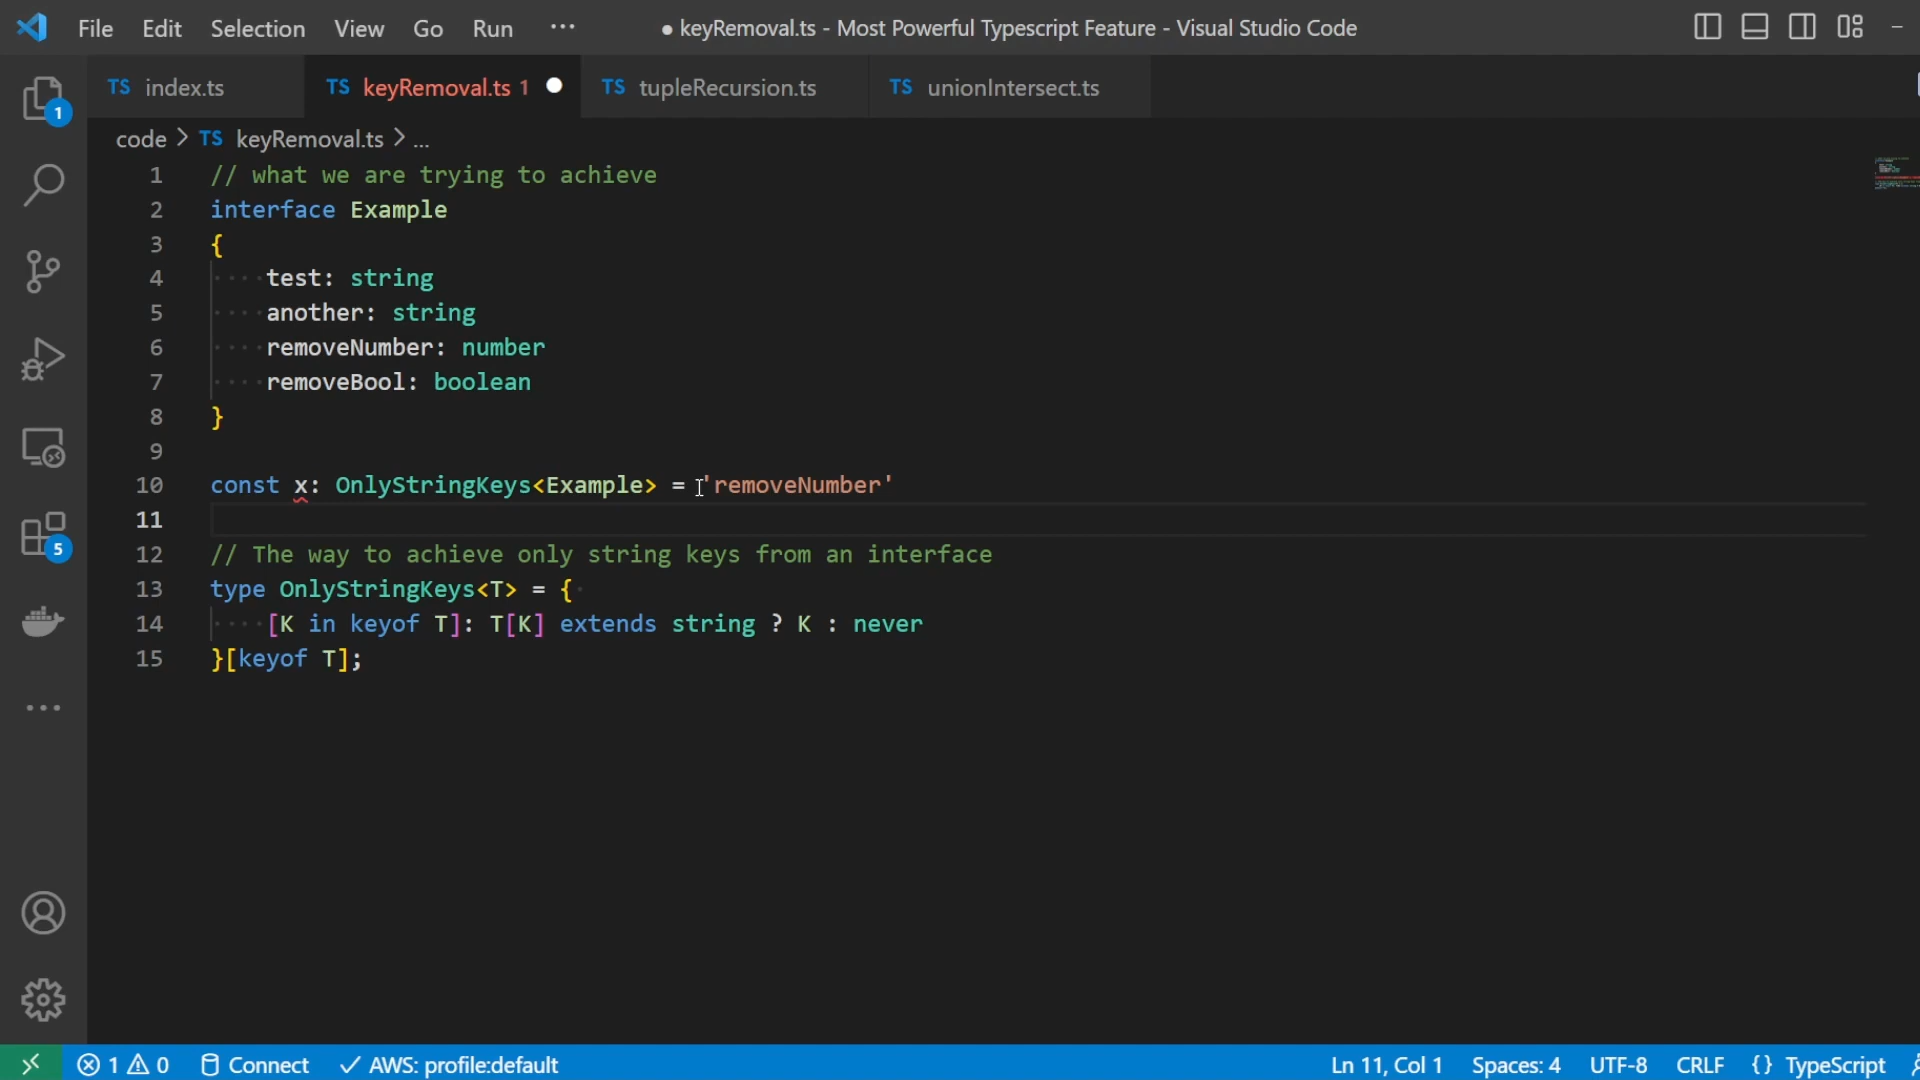 File Edit Selection View Go Run ··· ● keyRemoval.ts - Most Powerful Typescript Feature - Visual Studio Code
TS index.ts TS keyRemoval.ts 1 ● TS tupleRecursion.ts TS unionIntersect.ts
code > TS keyRemoval.ts > ...
1 // what we are trying to achieve
2 interface Example
3 {
4 test: string
5 another: string
6 removeNumber: number
7 removeBool: boolean
8 }
9
10 const x: OnlyStringKeys<Example> = 'removeNumber'
11
12 // The way to achieve only string keys from an interface
13 type OnlyStringKeys<T> = {
14 [K in keyof T]: T[K] extends string ? K : never
15 }[keyof T];
1
5
1 0 Connect ✓ AWS: profile:default Ln 11, Col 1 Spaces: 4 UTF-8 CRLF {} TypeScript